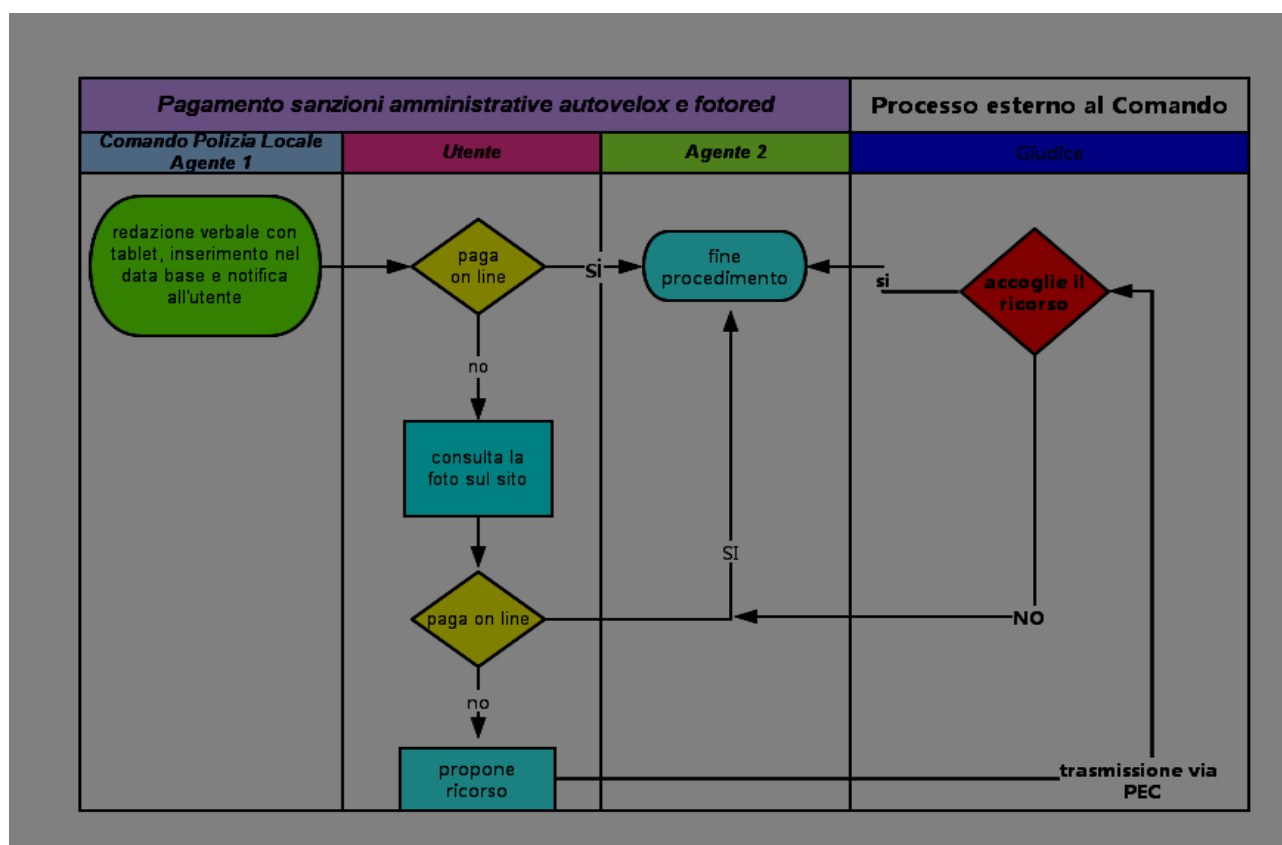 Pagamento sanzioni amministrative autovelox e fotored
Processo esterno al Comando
Comando Polizia Locale
Agente 1
Utente
Agente 2
Giudice
redazione verbale con
tablet, inserimento nel
data base e notifica
all'utente
paga
on line
SI
fine
procedimento
si
accoglie il
ricorso
no
consulta la
foto sul sito
SI
paga on line
NO
no
propone
ricorso
trasmissione via
PEC